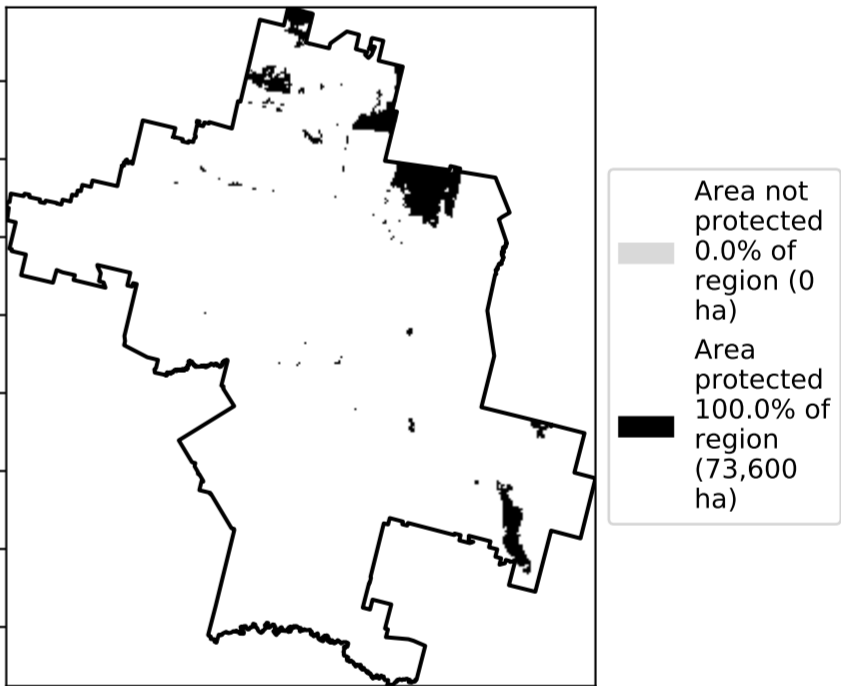 Area not
protected
0.0% of
region (0
ha)
Area
protected
100.0% of
region
(73,600
ha)